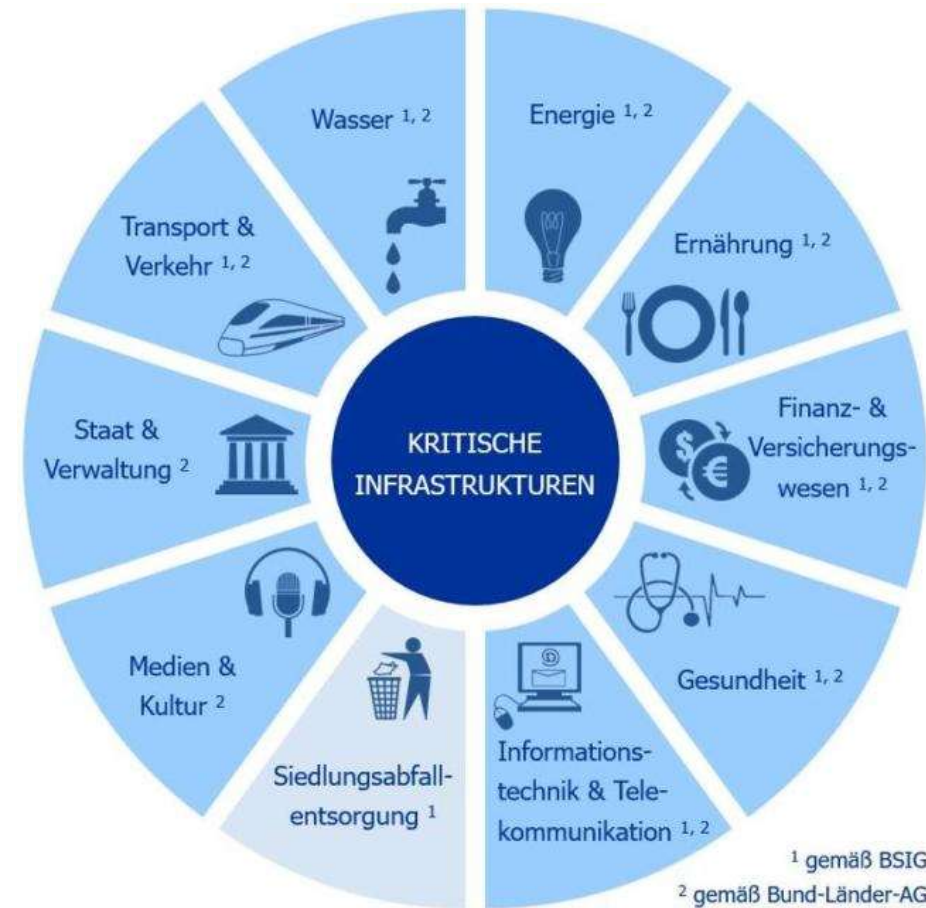 KRITISCHE
INFRASTRUKTUREN
Energie 1, 2
Ernährung 1, 2
Finanz- &
Versicherungs-
wesen 1, 2
Gesundheit 1, 2
Informations-
technik & Tele-
kommunikation 1, 2
Siedlungsabfall-
entsorgung 1
Medien &
Kultur 2
Staat &
Verwaltung 2
Transport &
Verkehr 1, 2
Wasser 1, 2
1 gemäß BSIG
2 gemäß Bund-Länder-AG